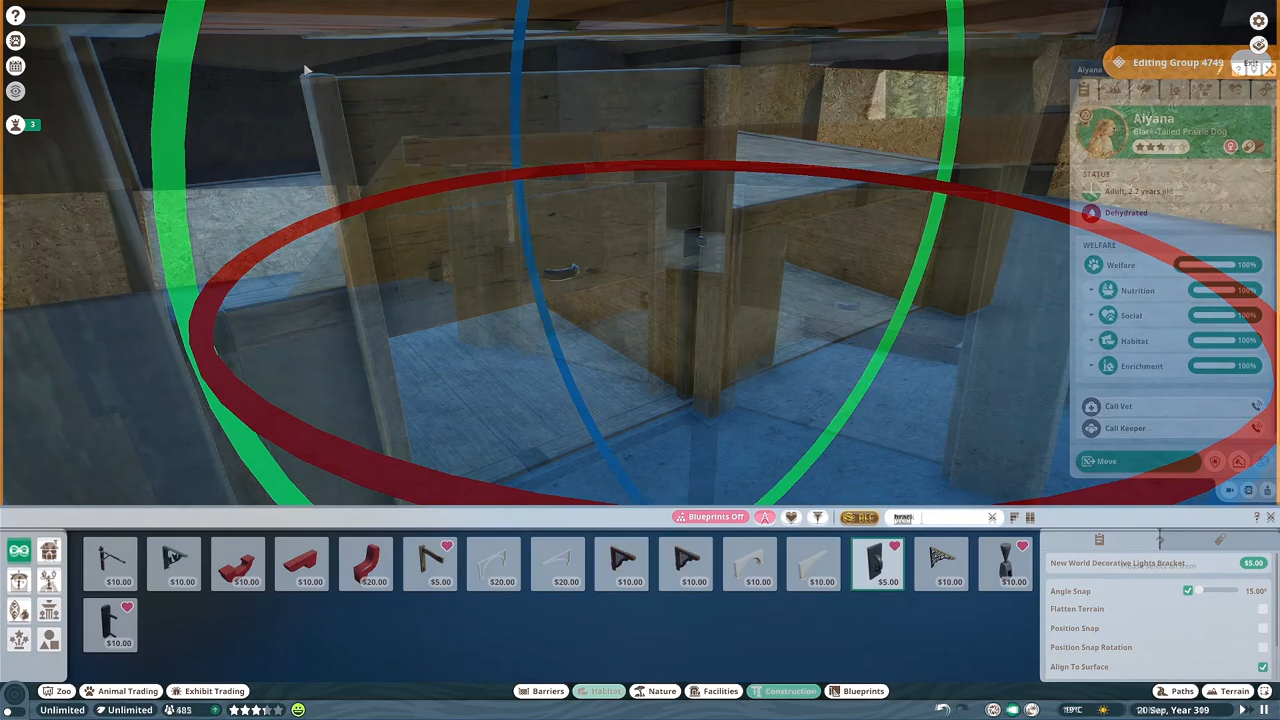 ?
Editing Group 4749
Exit
Aiyana
3
Aiyana
Black-Tailed Prairie Dog
STATUS
Adult, 2.2 years old
Dehydrated
WELFARE
Welfare 100%
Nutrition 100%
Social 100%
Habitat 100%
Enrichment 100%
Call Vet
Call Keeper
Move
Blueprints Off
DLC
?
$10.00 $10.00 $10.00 $10.00 $20.00 $5.00 $20.00 $20.00 $10.00 $10.00 $10.00 $10.00 $5.00 $10.00 $10.00
$10.00
New World Decorative Lights Bracket $5.00
Angle Snap 15.00°
Flatten Terrain
Position Snap
Position Snap Rotation
Align To Surface
Zoo Animal Trading Exhibit Trading Barriers Habitat Nature Facilities Construction Blueprints Paths Terrain
Unlimited Unlimited 485 19°C 20 Sep, Year 309